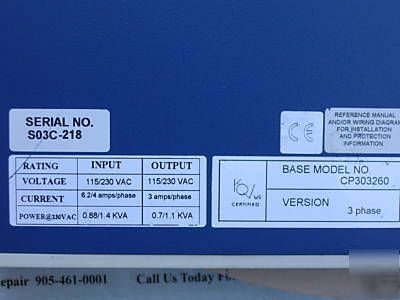 SERIAL NO.
S03C-218
CE
REFERENCE MANUAL
AND/OR WIRING DIAGRAM
FOR INSTALLATION
AND PROTECTION
INFORMATION
RATING INPUT OUTPUT
VOLTAGE 115/230 VAC 115/230 VAC
CURRENT 6.2/4 amps/phase 3 amps/phase
POWER@230VAC 0.88/1.4 KVA 0.7/1.1 KVA
us
CERTIFIED
BASE MODEL NO.
CP303260
VERSION
3 phase
epair 905-461-0001 Call Us Today